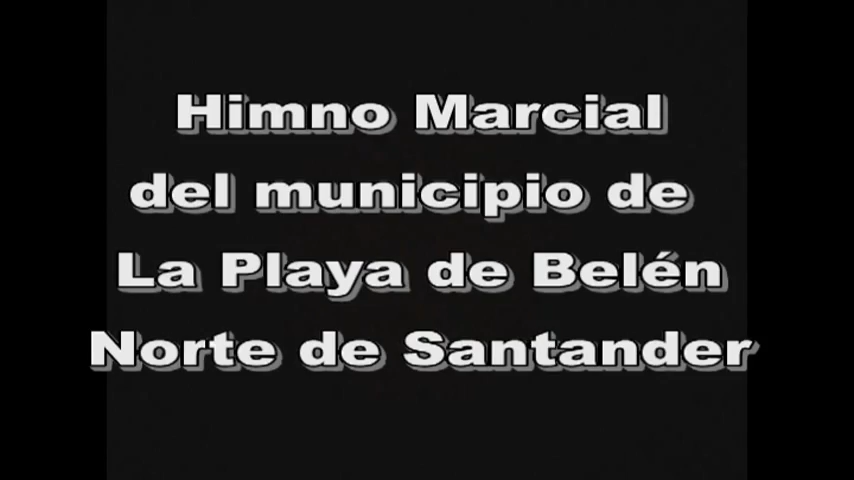 Himno Marcial
del municipio de
La Playa de Belén
Norte de Santander